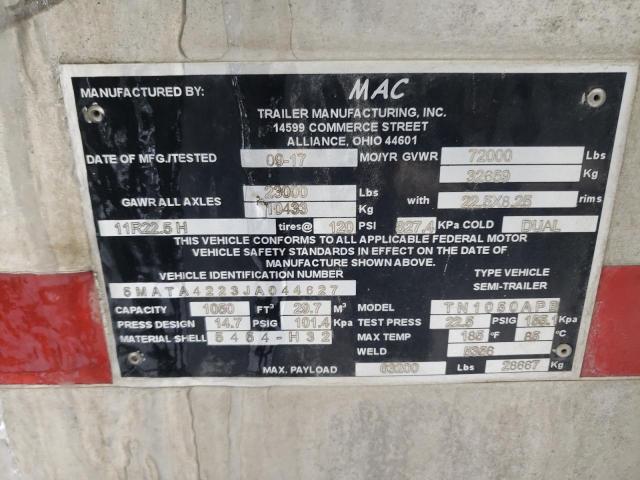 MANUFACTURED BY: MAC
TRAILER MANUFACTURING, INC.
14599 COMMERCE STREET
ALLIANCE, OHIO 44601
DATE OF MFG./TESTED 09-17 MO/YR GVWR 72000 Lbs
32659 Kg
GAWR ALL AXLES 23000 Lbs with 22.5X8.25 rims
10433 Kg
11R22.5 H tires@ 120 PSI 827.4 KPa COLD DUAL
THIS VEHICLE CONFORMS TO ALL APPLICABLE FEDERAL MOTOR
VEHICLE SAFETY STANDARDS IN EFFECT ON THE DATE OF
MANUFACTURE SHOWN ABOVE.
VEHICLE IDENTIFICATION NUMBER TYPE VEHICLE
5MATA4223JA044627 SEMI-TRAILER
CAPACITY 1050 FT³ 29.7 M³ MODEL TN1050APB
PRESS DESIGN 14.7 PSIG 101.4 Kpa TEST PRESS 22.5 PSIG 155.1 Kpa
MATERIAL SHELL 5454-H32 MAX TEMP 185 °F 85 °C
WELD 5356
MAX. PAYLOAD 63200 Lbs 28667 Kg